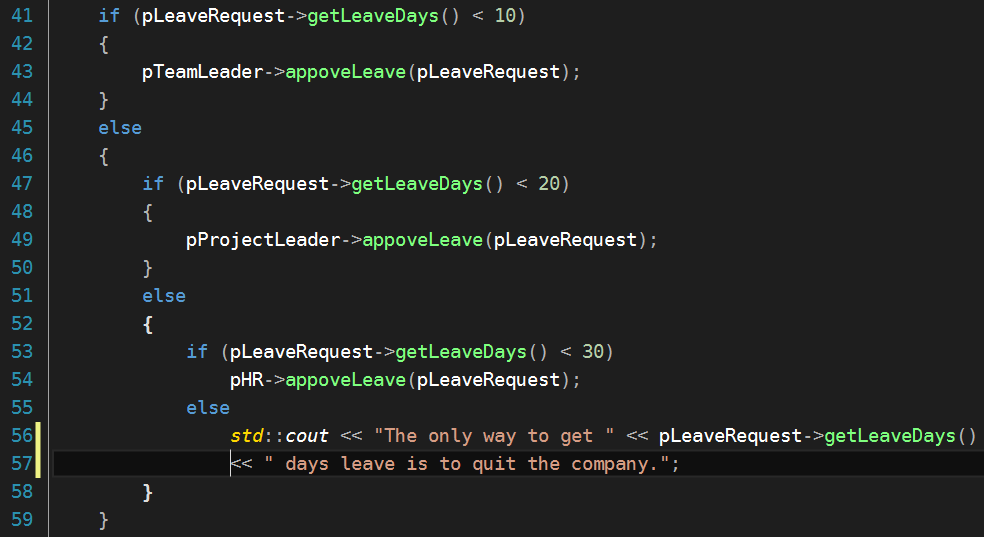 41 if (pLeaveRequest->getLeaveDays() < 10)
42 {
43 pTeamLeader->appoveLeave(pLeaveRequest);
44 }
45 else
46 {
47 if (pLeaveRequest->getLeaveDays() < 20)
48 {
49 pProjectLeader->appoveLeave(pLeaveRequest);
50 }
51 else
52 {
53 if (pLeaveRequest->getLeaveDays() < 30)
54 pHR->appoveLeave(pLeaveRequest);
55 else
56 std::cout << "The only way to get " << pLeaveRequest->getLeaveDays()
57 << " days leave is to quit the company.";
58 }
59 }